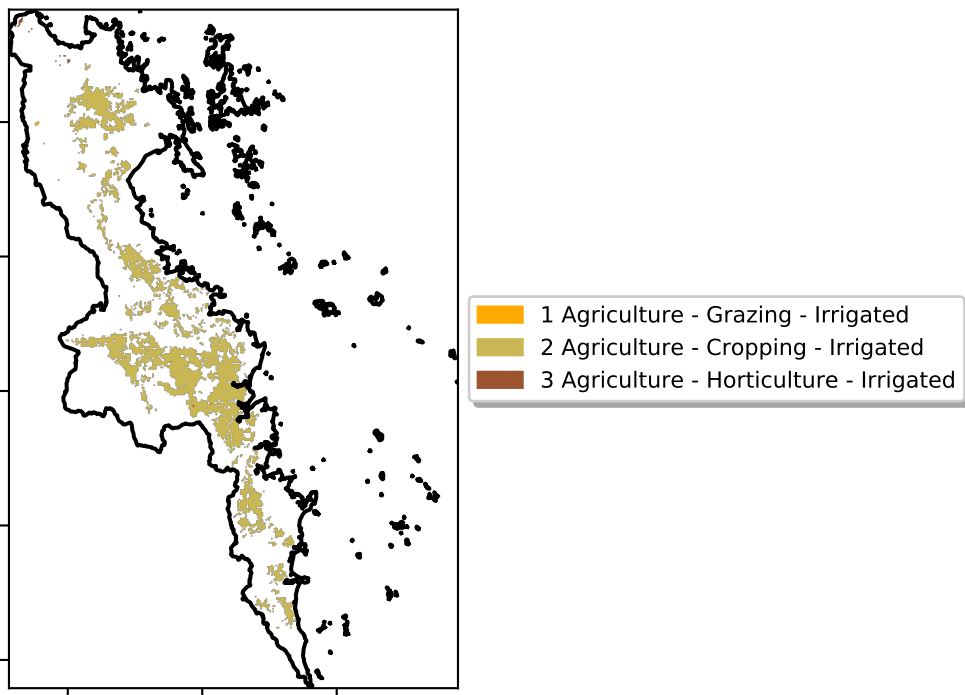 1 Agriculture - Grazing - Irrigated
2 Agriculture - Cropping - Irrigated
3 Agriculture - Horticulture - Irrigated